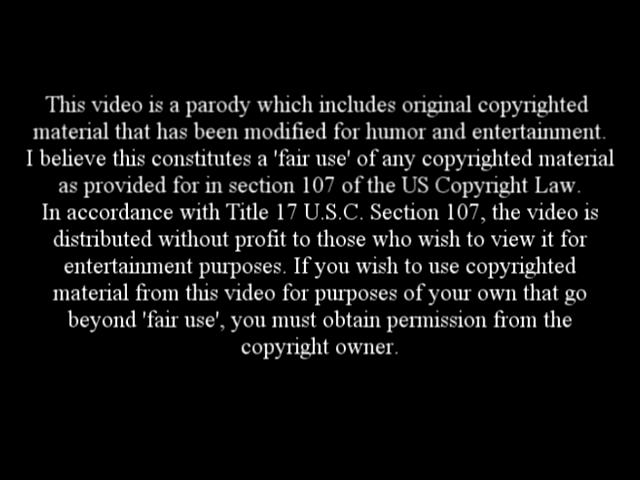 This video is a parody which includes original copyrighted
material that has been modified for humor and entertainment.
I believe this constitutes a 'fair use' of any copyrighted material
as provided for in section 107 of the US Copyright Law.
In accordance with Title 17 U.S.C. Section 107, the video is
distributed without profit to those who wish to view it for
entertainment purposes. If you wish to use copyrighted
material from this video for purposes of your own that go
beyond 'fair use', you must obtain permission from the
copyright owner.